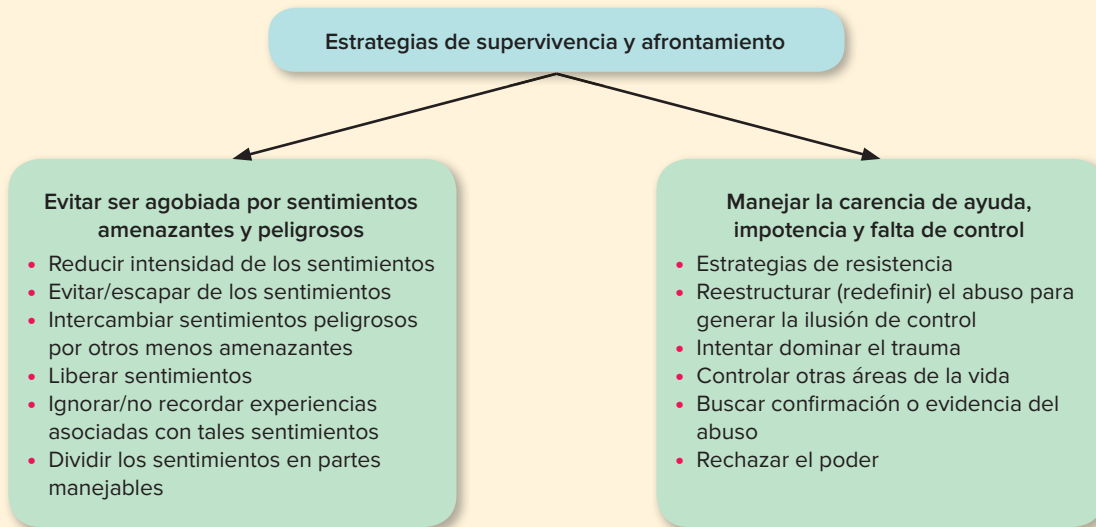 Estrategias de supervivencia y afrontamiento
Evitar ser agobiada por sentimientos
amenazantes y peligrosos
• Reducir intensidad de los sentimientos
• Evitar/escapar de los sentimientos
• Intercambiar sentimientos peligrosos
por otros menos amenazantes
• Liberar sentimientos
• Ignorar/no recordar experiencias
asociadas con tales sentimientos
• Dividir los sentimientos en partes
manejables
Manejar la carencia de ayuda,
impotencia y falta de control
• Estrategias de resistencia
• Reestructurar (redefinir) el abuso para
generar la ilusión de control
• Intentar dominar el trauma
• Controlar otras áreas de la vida
• Buscar confirmación o evidencia del
abuso
• Rechazar el poder